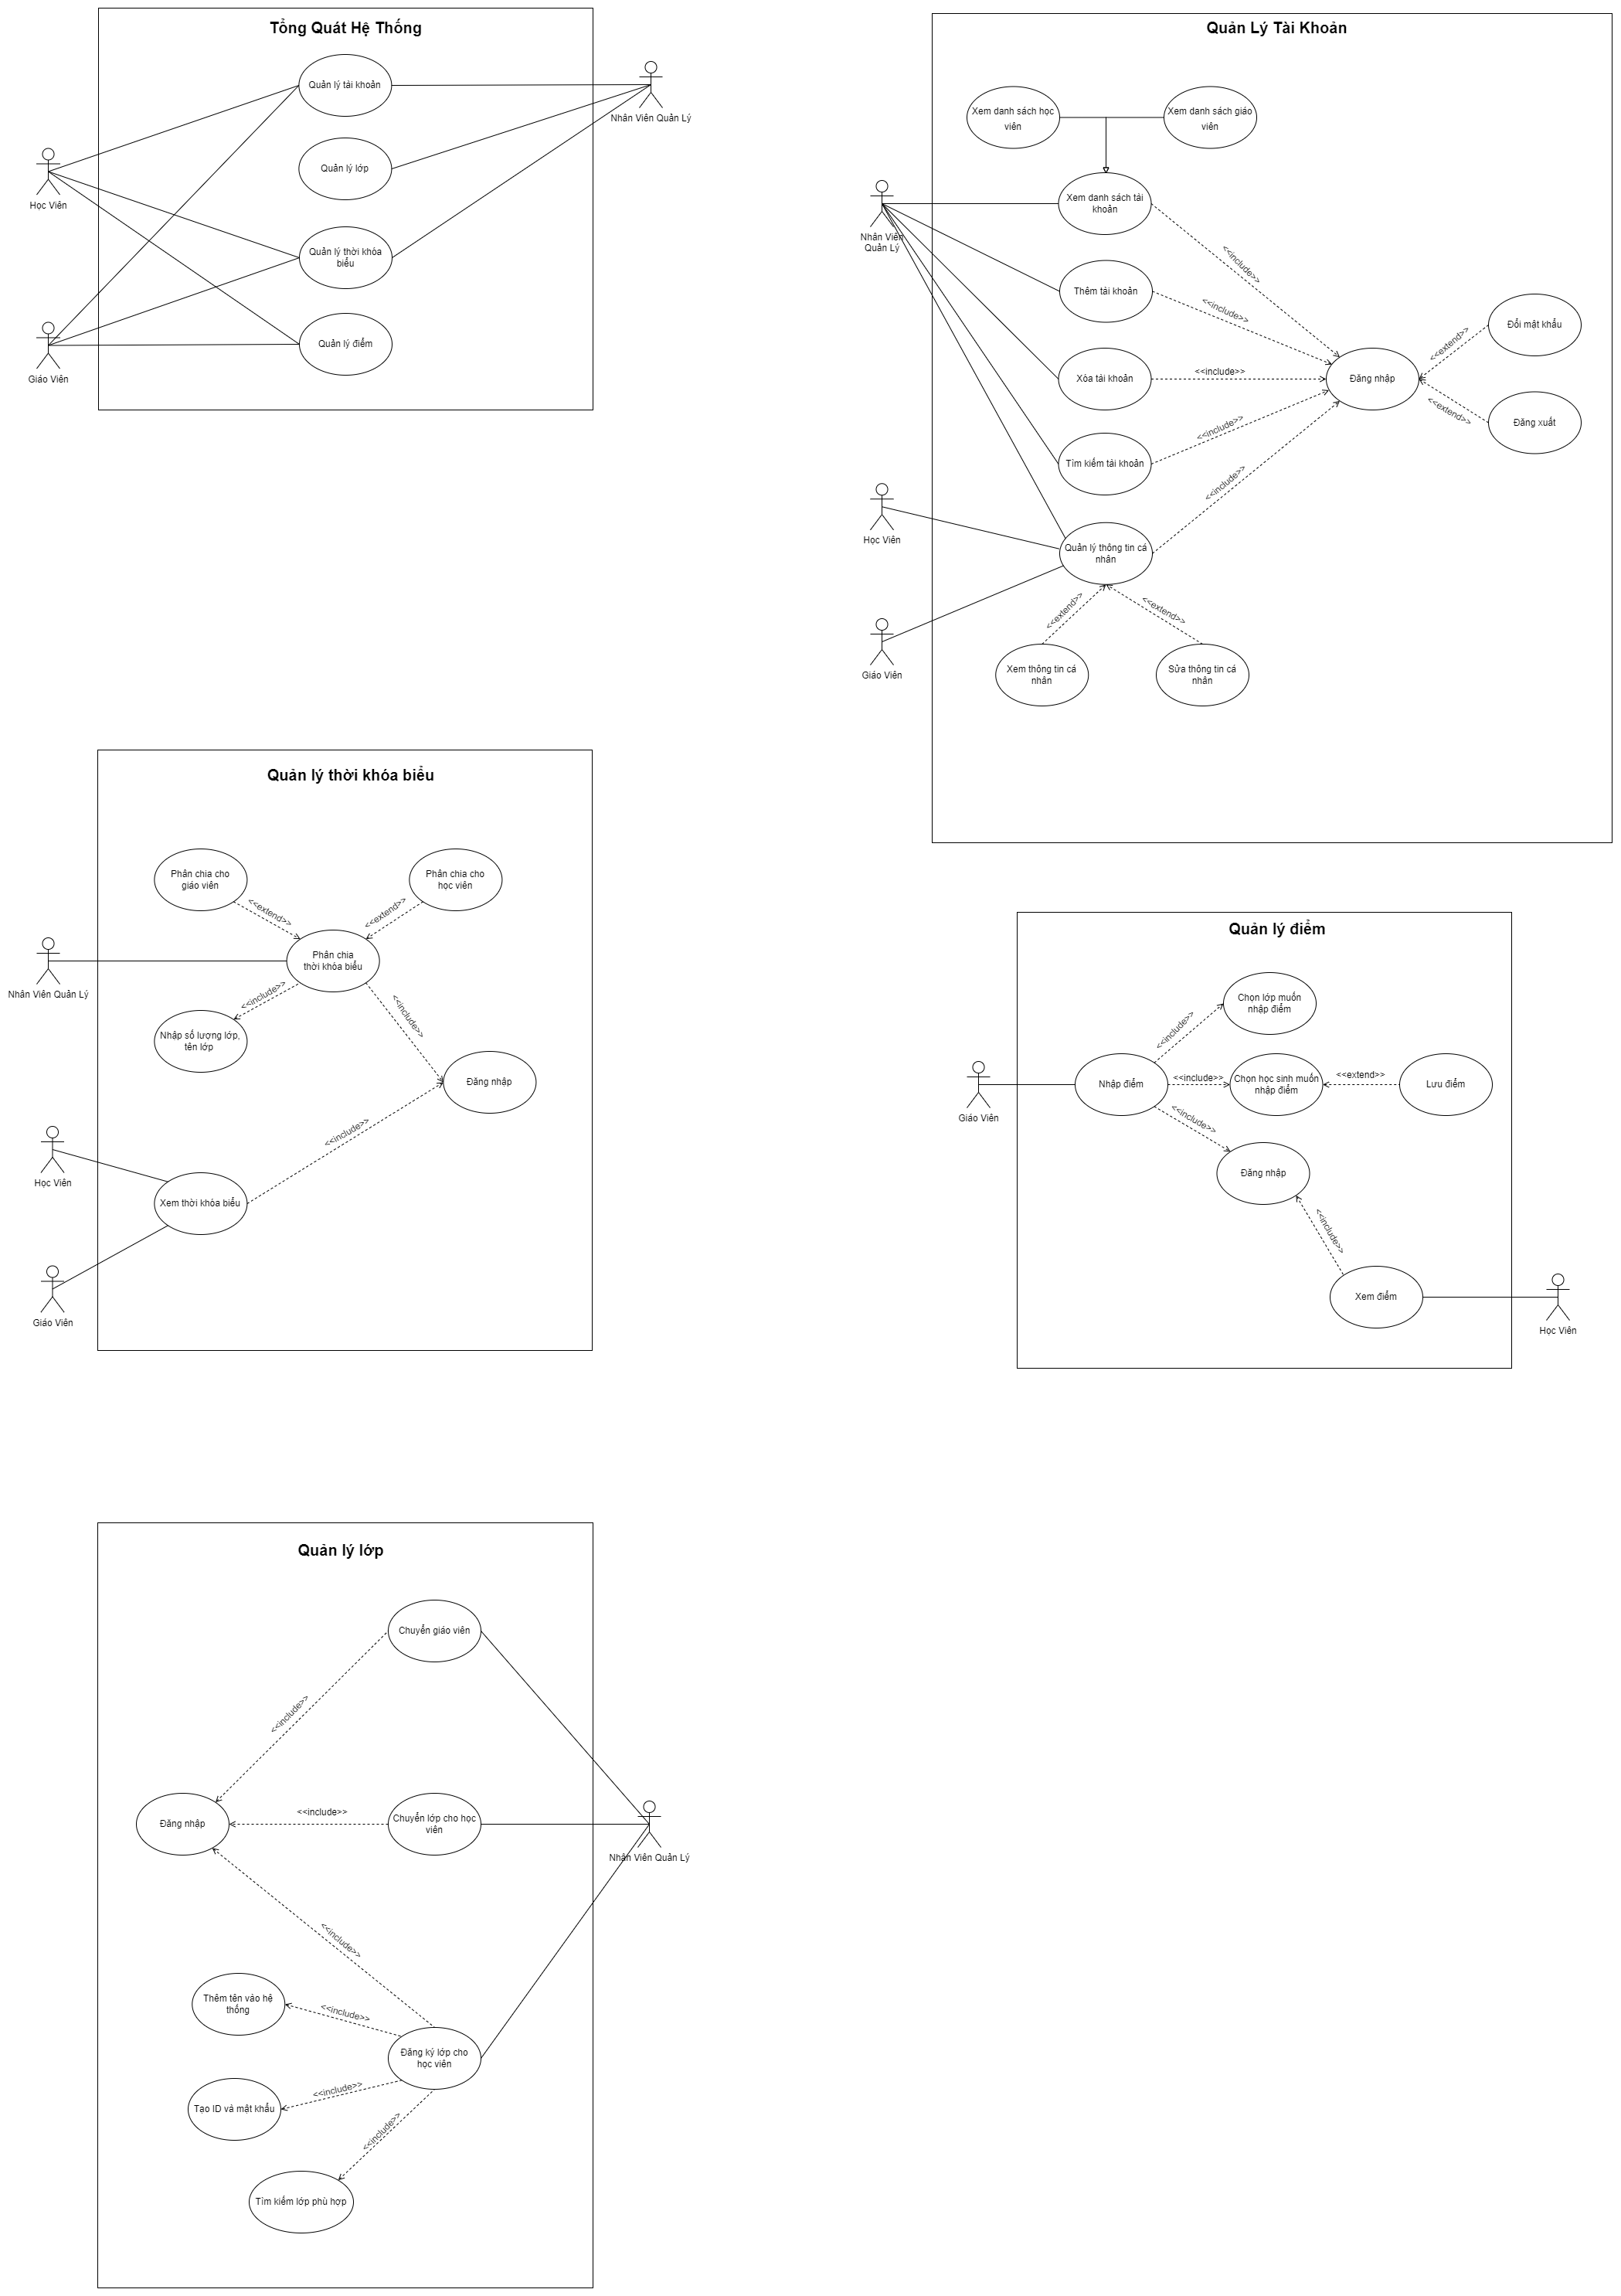 Tổng Quát Hệ Thống
Quản lý tài khoản
Nhân Viên Quản Lý
Quản lý lớp
Học Viên
Quản lý thời khóa
biểu
Quản lý điểm
Giáo Viên
Quản Lý Tài Khoản
Xem danh sách học
viên
Xem danh sách giáo
viên
Xem danh sách tài
khoản
Nhân Viên
Quản Lý
<<include>>
Thêm tài khoản
<<include>>
Đổi mật khẩu
<<extend>>
Xóa tài khoản
<<include>>
Đăng nhập
<<extend>>
Đăng xuất
<<include>>
Tìm kiếm tài khoản
<<include>>
Học Viên
Quản lý thông tin cá
nhân
<<extend>>
<<extend>>
Giáo Viên
Xem thông tin cá
nhân
Sửa thông tin cá
nhân
Quản lý thời khóa biểu
Phân chia cho
giáo viên
Phân chia cho
học viên
<<extend>>
<<extend>>
Phân chia
thời khóa biểu
Nhân Viên Quản Lý
<<include>>
<<include>>
Nhập số lượng lớp,
tên lớp
Đăng nhập
<<include>>
Học Viên
Xem thời khóa biểu
Giáo Viên
Quản lý điểm
Chọn lớp muốn
nhập điểm
<<include>>
Giáo Viên
Nhập điểm
<<include>>
Chọn học sinh muốn
nhập điểm
<<extend>>
Lưu điểm
<<include>>
Đăng nhập
<<include>>
Xem điểm
Học Viên
Quản lý lớp
Chuyển giáo viên
<<include>>
Đăng nhập
<<include>>
Chuyển lớp cho học
viên
Nhân Viên Quản Lý
<<include>>
Thêm tên vào hệ
thống
<<include>>
Đăng ký lớp cho
học viên
<<include>>
Tạo ID và mật khẩu
<<include>>
Tìm kiếm lớp phù hợp